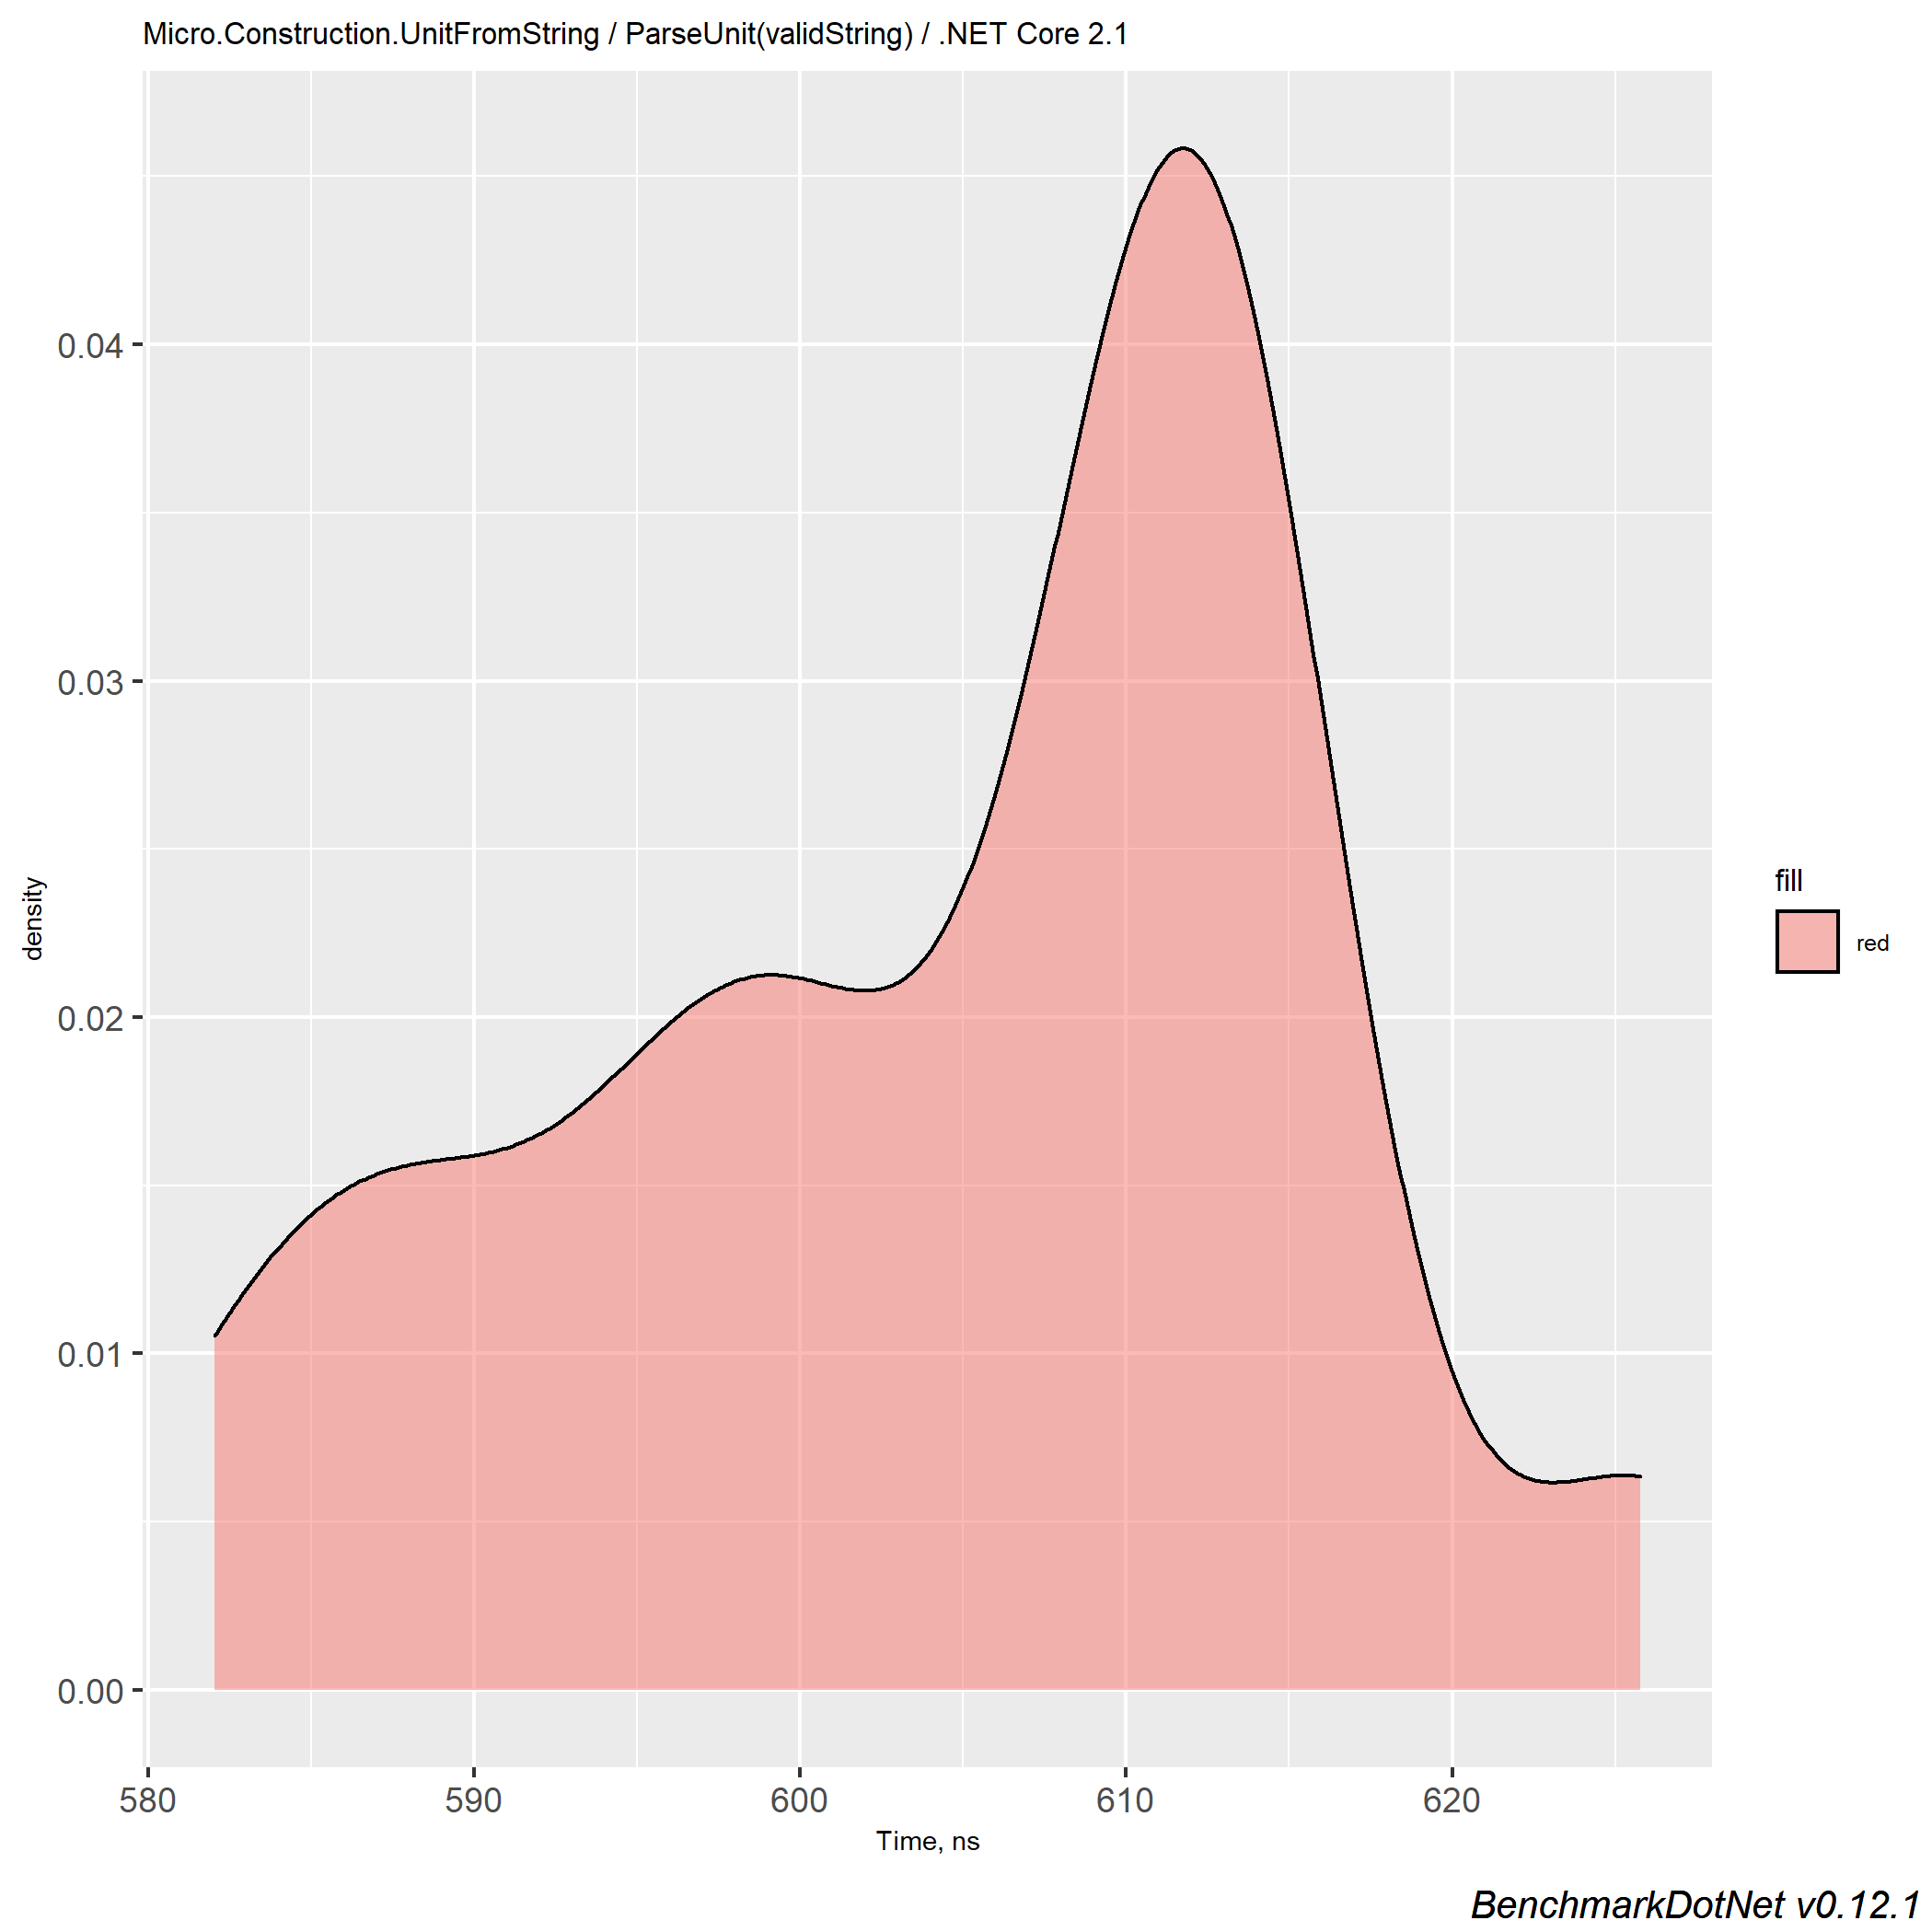 Micro.Construction.UnitFromString / ParseUnit(validString) / .NET Core 2.1
0.04
0.03
0.02
0.01
0.00
density
580 590 600 610 620
Time, ns
fill
red
BenchmarkDotNet v0.12.1